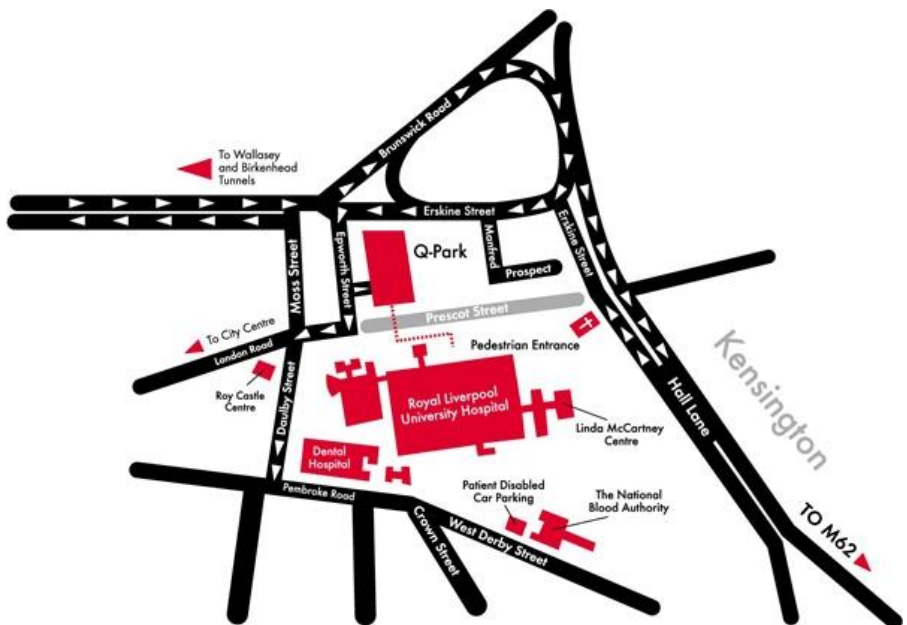 Brunswick Road
To Wallasey
and Birkenhead
Tunnels
Erskine Street
Moss Street
Epworth Street
Q-Park
Manfred
Prospect
Erskine Street
Prescot Street
To City Centre
London Road
Pedestrian Entrance
Kensington
Roy Castle
Centre
Daulby Street
Royal Liverpool
University Hospital
Hall Lane
Linda McCartney
Centre
Dental
Hospital
Pembroke Road
Patient Disabled
Car Parking
The National
Blood Authority
Crown Street
West Derby Street
TO M62